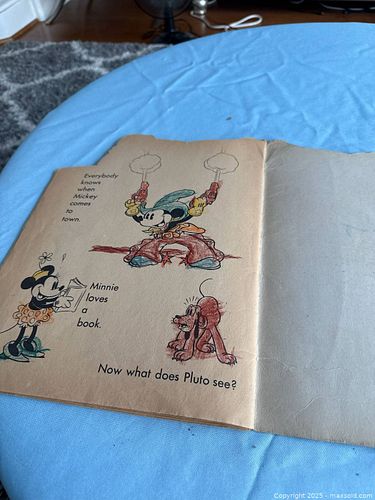 Everybody
knows
when
Mickey
comes
to
town.
Minnie
loves
a
book.
Now what does Pluto see?
Copyright 2025 - maxsold.com